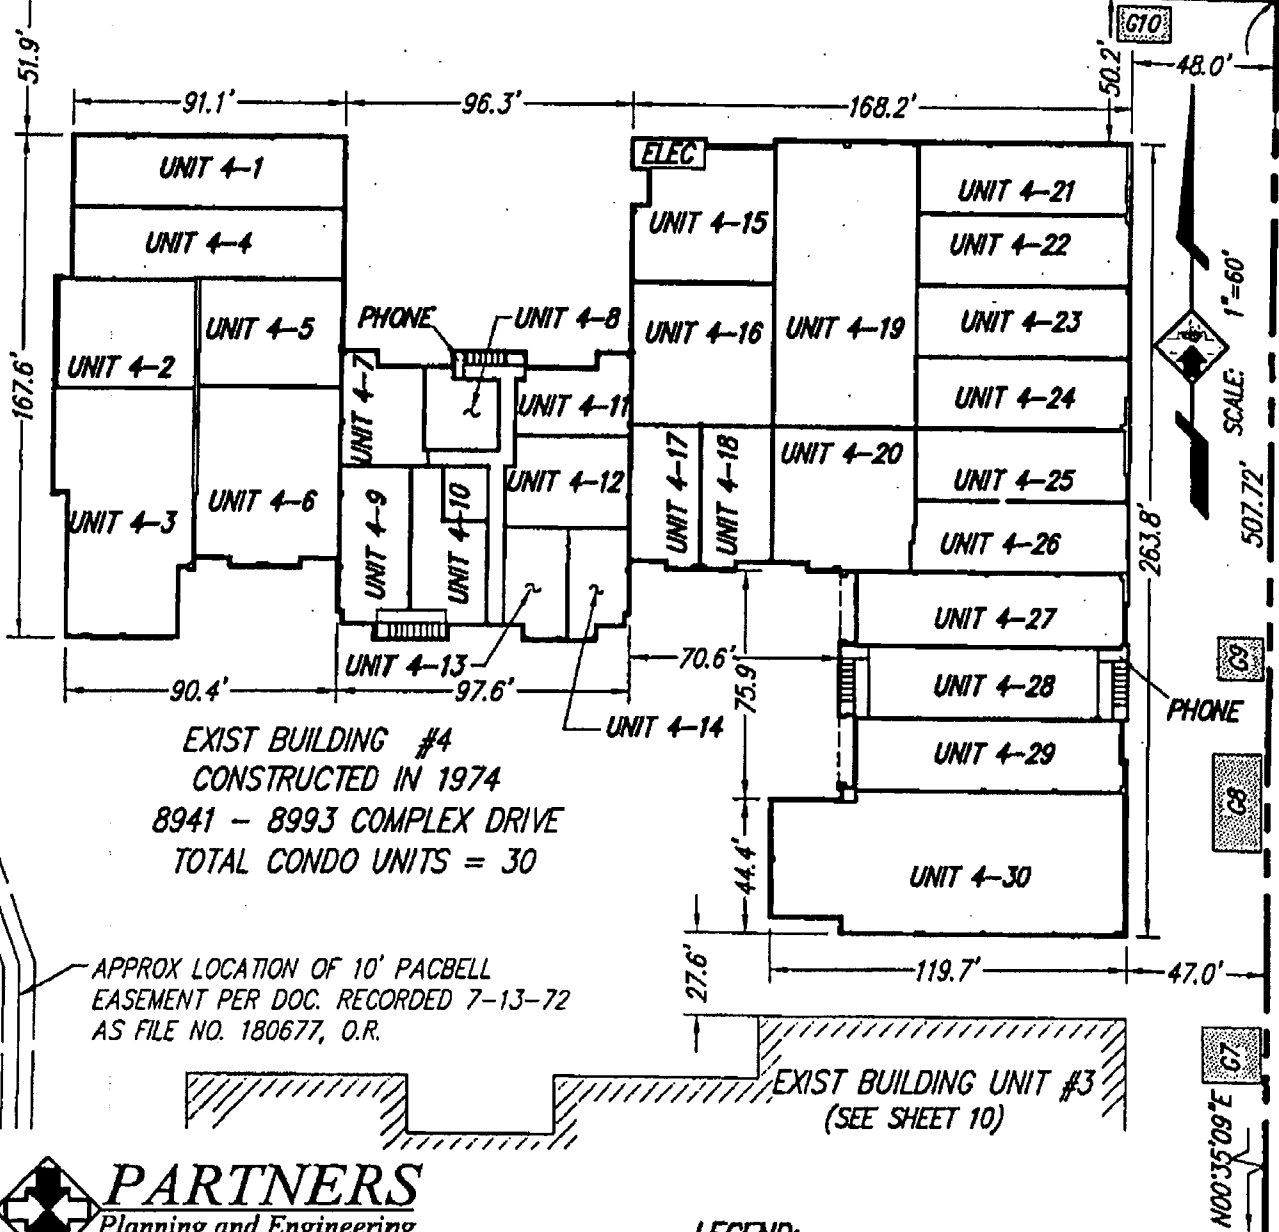 51.9'
50.2'
G10
48.0'
91.1'
96.3'
168.2'
ELEC
UNIT 4-1
UNIT 4-4
UNIT 4-15
UNIT 4-21
UNIT 4-22
UNIT 4-5
PHONE
UNIT 4-8
UNIT 4-16
UNIT 4-19
UNIT 4-23
SCALE: 1"=60'
167.6'
UNIT 4-2
UNIT 4-7
UNIT 4-11
UNIT 4-24
UNIT 4-3
UNIT 4-6
UNIT 4-9
UNIT 4-10
UNIT 4-12
UNIT 4-17
UNIT 4-18
UNIT 4-20
UNIT 4-25
UNIT 4-26
263.8'
507.72'
UNIT 4-27
UNIT 4-13
70.6'
75.9'
UNIT 4-28
PHONE
G9
90.4'
97.6'
UNIT 4-14
UNIT 4-29
G8
EXIST BUILDING #4
CONSTRUCTED IN 1974
8941 - 8993 COMPLEX DRIVE
TOTAL CONDO UNITS = 30
44.4'
UNIT 4-30
27.6'
119.7'
47.0'
APPROX LOCATION OF 10' PACBELL
EASEMENT PER DOC. RECORDED 7-13-72
AS FILE NO. 180677, O.R.
G7
EXIST BUILDING UNIT #3
(SEE SHEET 10)
N00°35'09"E
PARTNERS
Planning and Engineering
LEGEND: